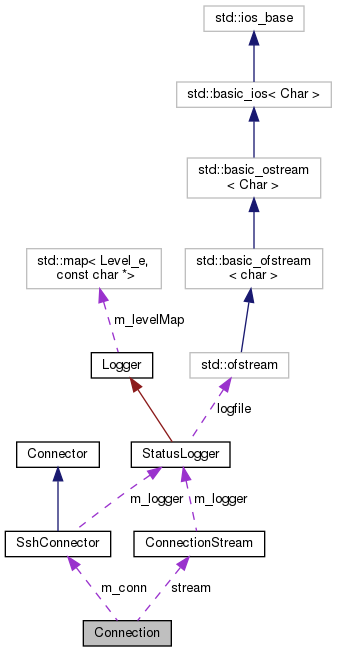 std::ios_base
std::basic_ios< Char >
std::basic_ostream
< Char >
std::map< Level_e,
const char *>
std::basic_ofstream
< char >
m_levelMap
Logger
std::ofstream
logfile
Connector
StatusLogger
m_logger
m_logger
SshConnector
ConnectionStream
m_conn
stream
Connection